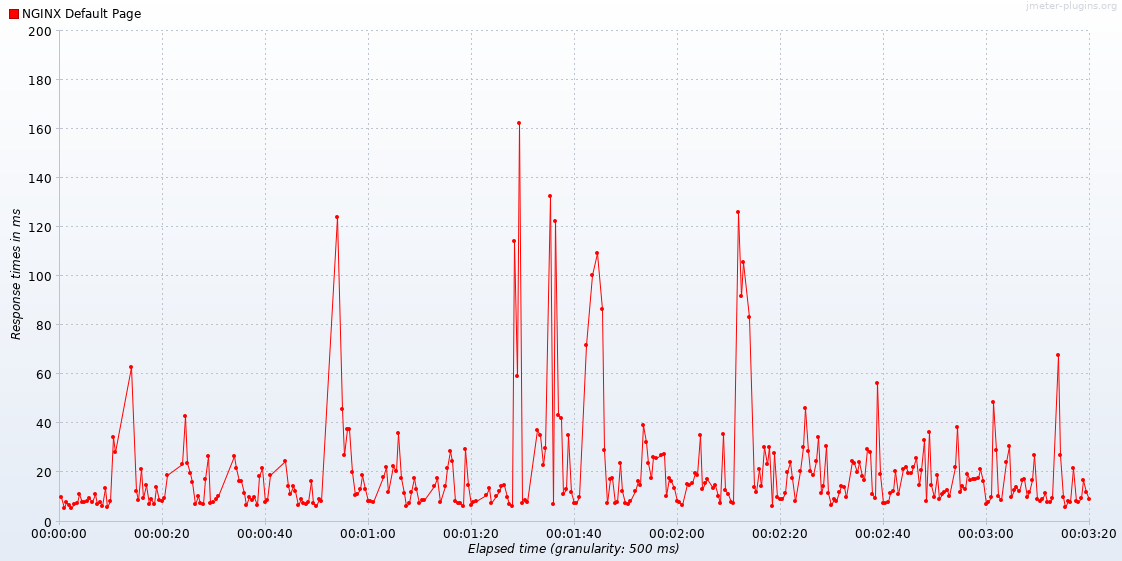 jmeter-plugins.org
NGINX Default Page
200
180
160
140
120
100
80
60
40
20
0
Response times in ms
00:00:00 00:00:20 00:00:40 00:01:00 00:01:20 00:01:40 00:02:00 00:02:20 00:02:40 00:03:00 00:03:20
Elapsed time (granularity: 500 ms)